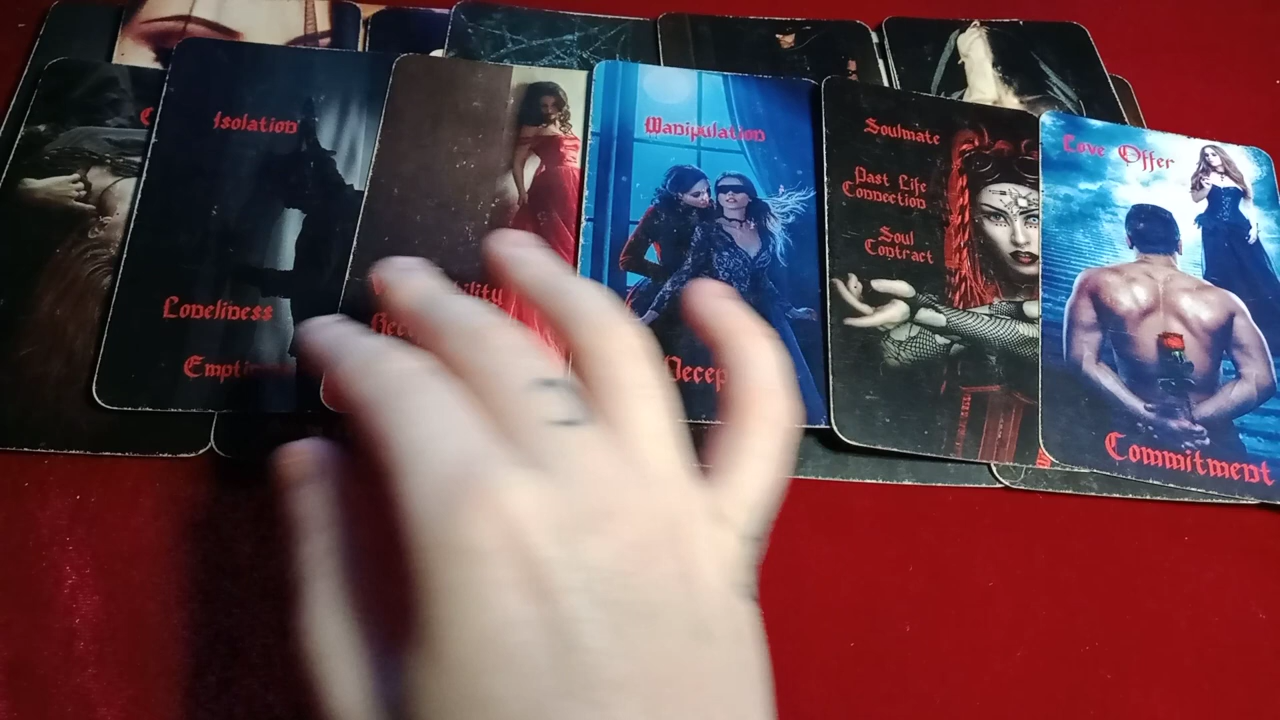 Isolation
Loneliness
Manipulation
Soulmate
Past Life
Connection
Soul
Contract
Love Offer
Commitment